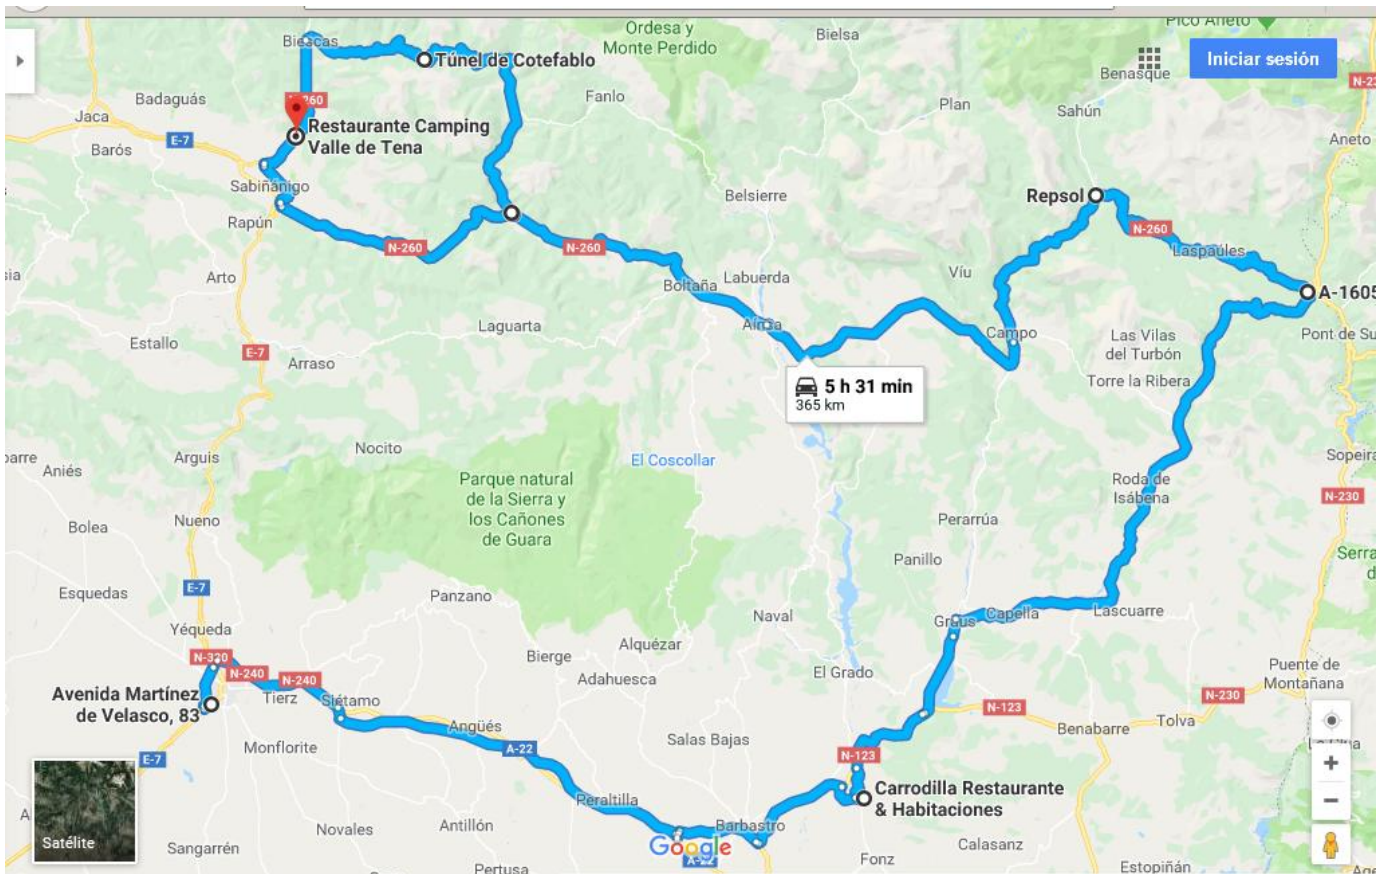 Pico Aneto
Ordesa y
Monte Perdido
Bielsa
Iniciar sesión
Biescas
Túnel de Cotefablo
Benasque
N-260
Fanlo
Badaguás
Plan
Sahún
Jaca
Restaurante Camping
Valle de Tena
E-7
Barós
Aneto
Sabiñánigo
Belsierre
Repsol
Rapún
N-260
N-260
N-260
Laspaúles
Arto
Labuerda
Víu
Boltaña
A-1605
Laguarta
Aínsa
Campo
Las Vilas
del Turbón
Pont de Su
Estallo
E-7
Arraso
Torre la Ribera
5 h 31 min
365 km
Nocito
Arguis
El Coscollar
Aniés
Parque natural
de la Sierra y
los Cañones
de Guara
Sopeira
Roda de
Isábena
N-230
Bolea
Nueno
Perarrúa
Panillo
Serra
d
E-7
Esquedas
Panzano
Naval
Graus
Capella
Lascuarre
Yéqueda
Alquézar
Bierge
N-240
N-240
El Grado
Adahuesca
Puente de
Montañana
Avenida Martínez
de Velasco, 83
Tierz
Siétamo
N-123
N-230
Angüés
Benabarre
Tolva
Monflorite
A-22
Salas Bajas
N-123
E-7
Carrodilla Restaurante
& Habitaciones
Peraltilla
Satélite
Novales
Antillón
Barbastro
Google
A-22
Sangarrén
Fonz
Calasanz
Pertusa
Estopiñán